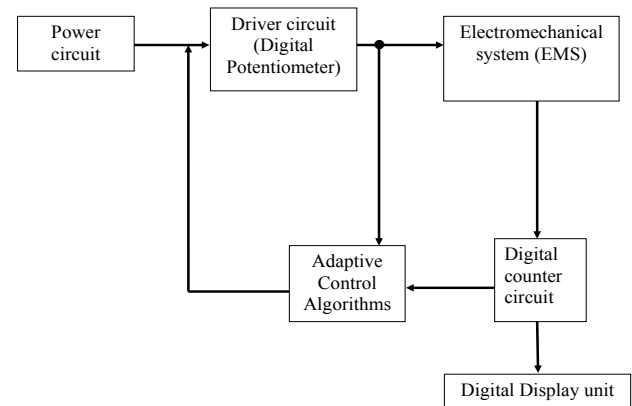 Power
circuit
Driver circuit
(Digital
Potentiometer)
Electromechanical
system (EMS)
Adaptive
Control
Algorithms
Digital
counter
circuit
Digital Display unit